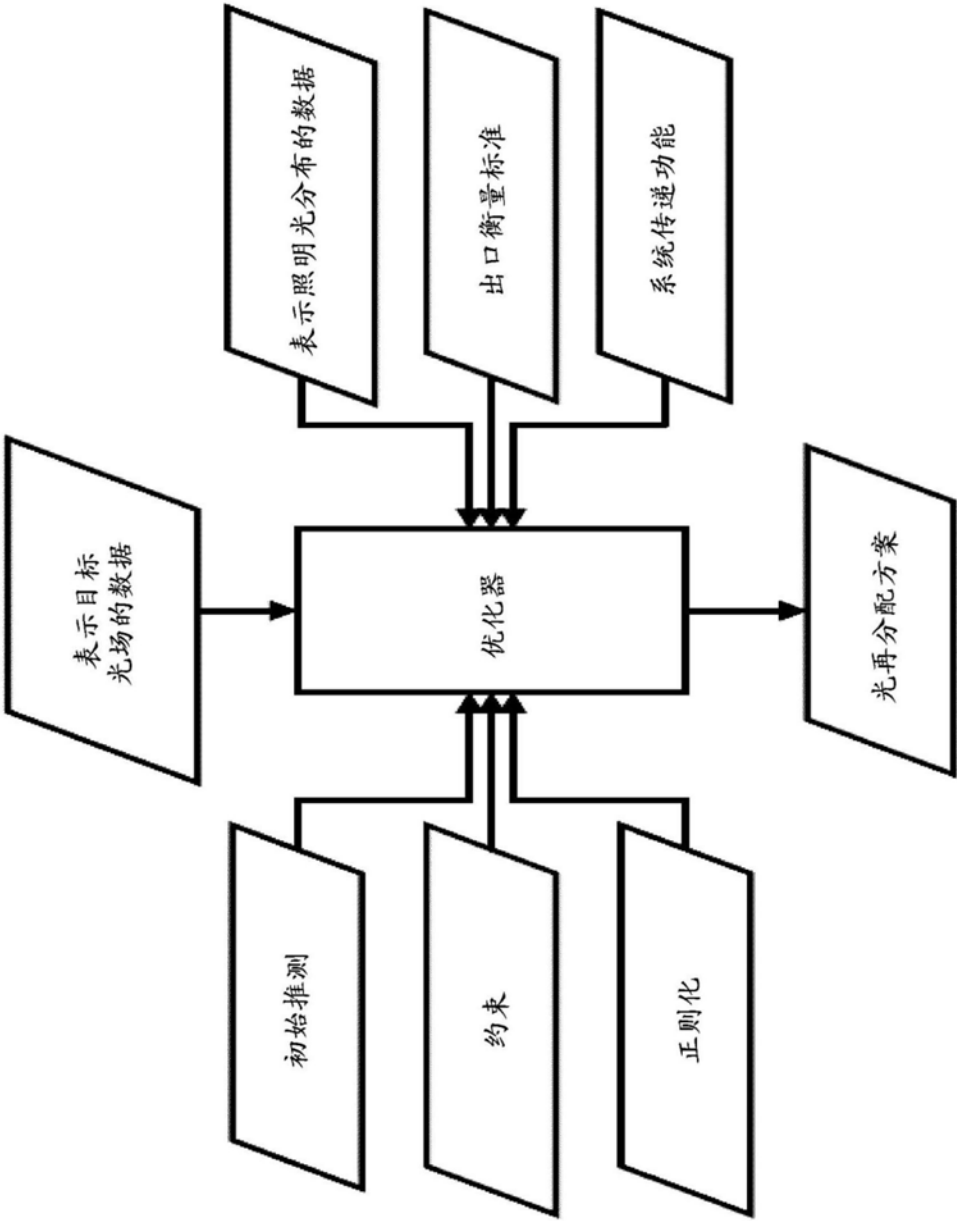 表示目标
光场的数据
初始推测
表示照明光分布的数据
约束
优化器
出口衡量标准
正则化
系统传递功能
光再分配方案